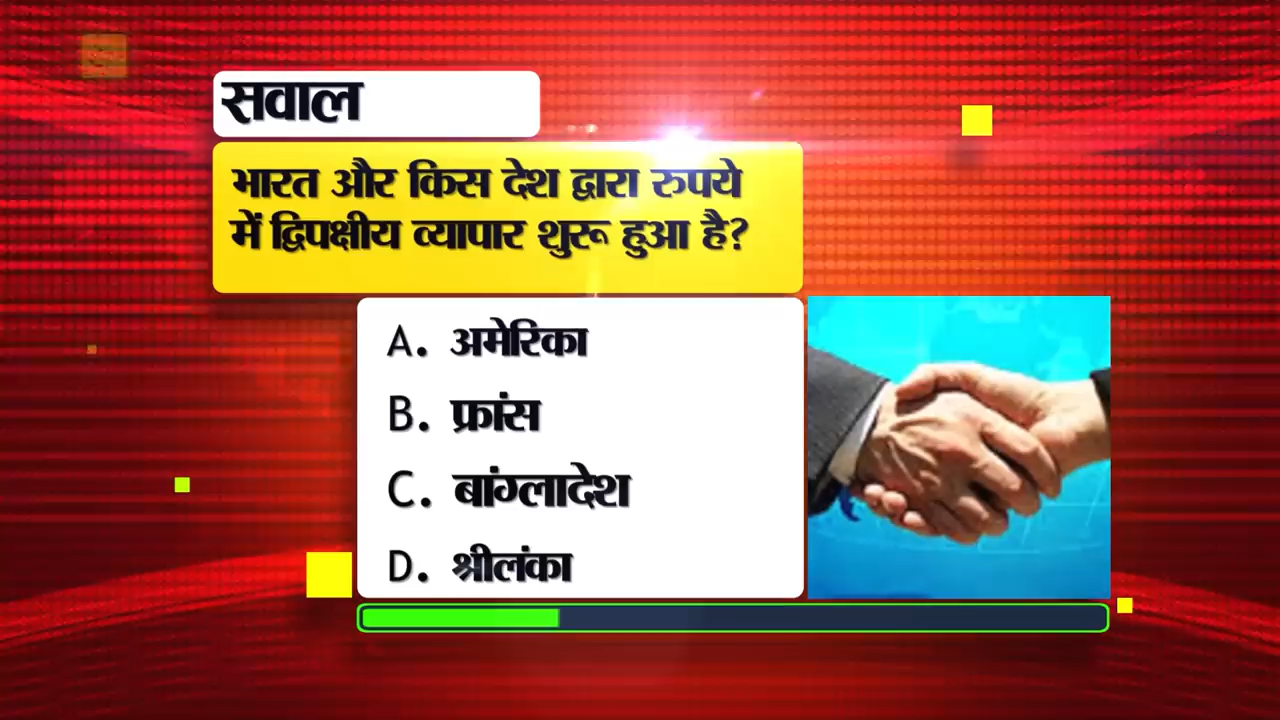 सवाल
भारत और किस देश द्वारा रुपये
में द्विपक्षीय व्यापार शुरू हुआ है?
A. अमेरिका
B. फ्रांस
C. बांग्लादेश
D. श्रीलंका